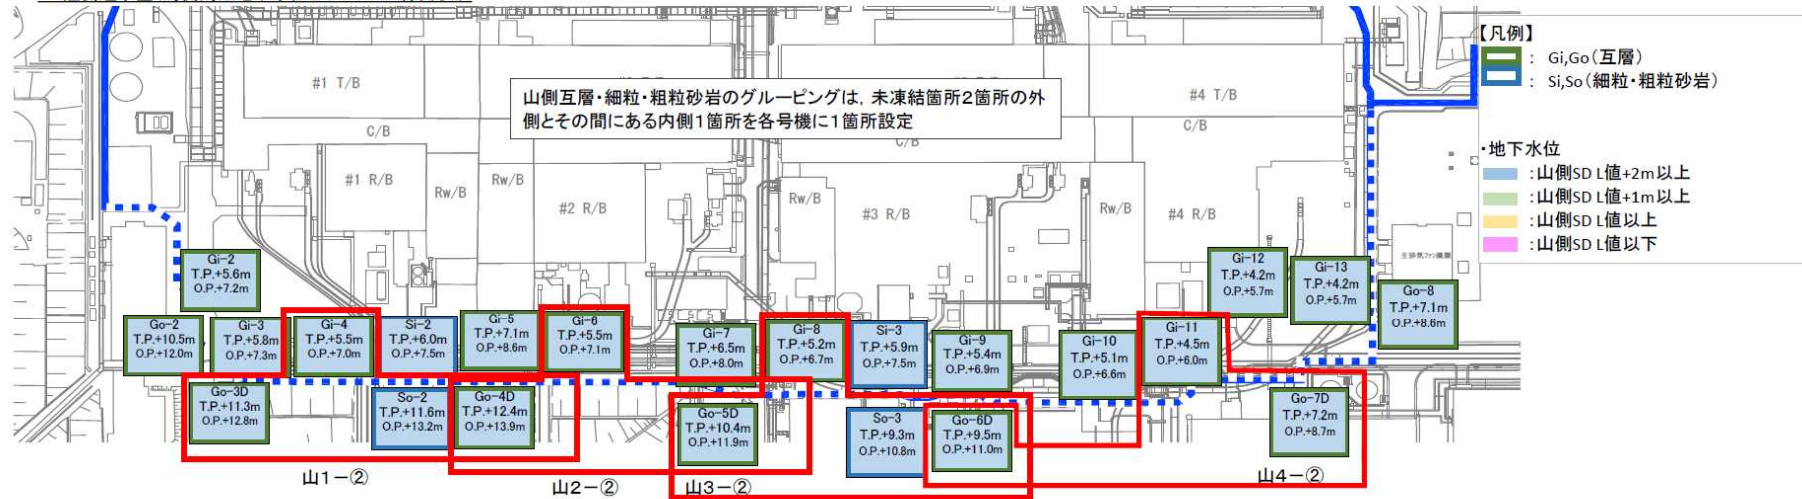 #1 T/B
#4 T/B
山側互層・細粒・粗粒砂岩のグルーピングは，未凍結箇所2箇所の外
側とその間にある内側1箇所を各号機に1箇所設定
C/B
C/B
C/B
#1 R/B
Rw/B
Rw/B
#2 R/B
Rw/B
#3 R/B
Rw/B
#4 R/B
主排気ファン建屋
Gi-2
T.P.+5.6m
O.P.+7.2m
Gi-12
T.P.+4.2m
O.P.+5.7m
Gi-13
T.P.+4.2m
O.P.+5.7m
Go-8
T.P.+7.1m
O.P.+8.6m
Go-2
T.P.+10.5m
O.P.+12.0m
Gi-3
T.P.+5.8m
O.P.+7.3m
Gi-4
T.P.+5.5m
O.P.+7.0m
Si-2
T.P.+6.0m
O.P.+7.5m
Gi-5
T.P.+7.1m
O.P.+8.6m
Gi-6
T.P.+5.5m
O.P.+7.1m
Gi-7
T.P.+6.5m
O.P.+8.0m
Gi-8
T.P.+5.2m
O.P.+6.7m
Si-3
T.P.+5.9m
O.P.+7.5m
Gi-9
T.P.+5.4m
O.P.+6.9m
Gi-10
T.P.+5.1m
O.P.+6.6m
Gi-11
T.P.+4.5m
O.P.+6.0m
Go-3D
T.P.+11.3m
O.P.+12.8m
So-2
T.P.+11.6m
O.P.+13.2m
Go-4D
T.P.+12.4m
O.P.+13.9m
Go-5D
T.P.+10.4m
O.P.+11.9m
So-3
T.P.+9.3m
O.P.+10.8m
Go-6D
T.P.+9.5m
O.P.+11.0m
Go-7D
T.P.+7.2m
O.P.+8.7m
山1－②
山2－②
山3－②
山4－②
【凡例】
： Gi,Go（互層）
： Si,So（細粒・粗粒砂岩）
・地下水位
：山側SD L値+2m以上
：山側SD L値+1m以上
：山側SD L値以上
：山側SD L値以下